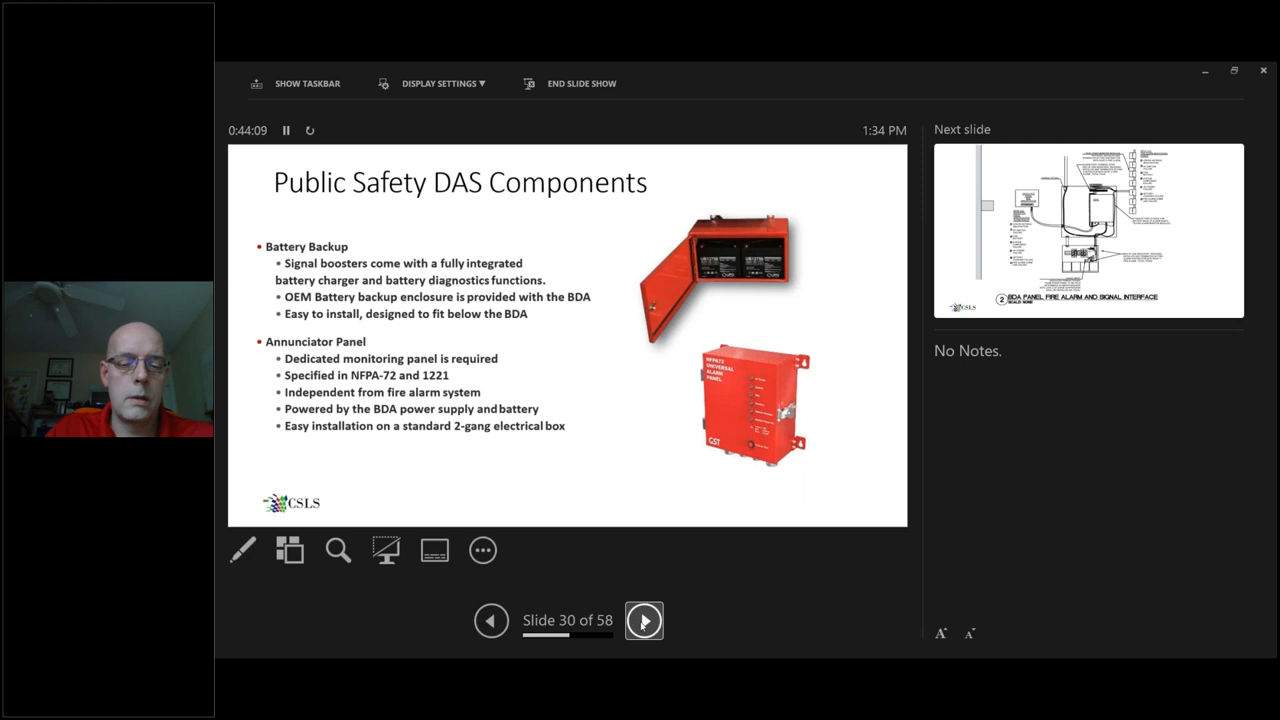 SHOW TASKBAR
DISPLAY SETTINGS ▼
END SLIDE SHOW
0:44:09
1:34 PM
Next slide
Public Safety DAS Components
• Battery Backup
• Signal boosters come with a fully integrated
battery charger and battery diagnostics functions.
• OEM Battery backup enclosure is provided with the BDA
• Easy to install, designed to fit below the BDA
• Annunciator Panel
• Dedicated monitoring panel is required
• Specified in NFPA-72 and 1221
• Independent from fire alarm system
• Powered by the BDA power supply and battery
• Easy installation on a standard 2-gang electrical box
NFPA72
UNIVERSAL
ALARM
PANEL
GST
CSLS
2
BDA PANEL FIRE ALARM AND SIGNAL INTERFACE
No Notes.
Slide 30 of 58
A
A